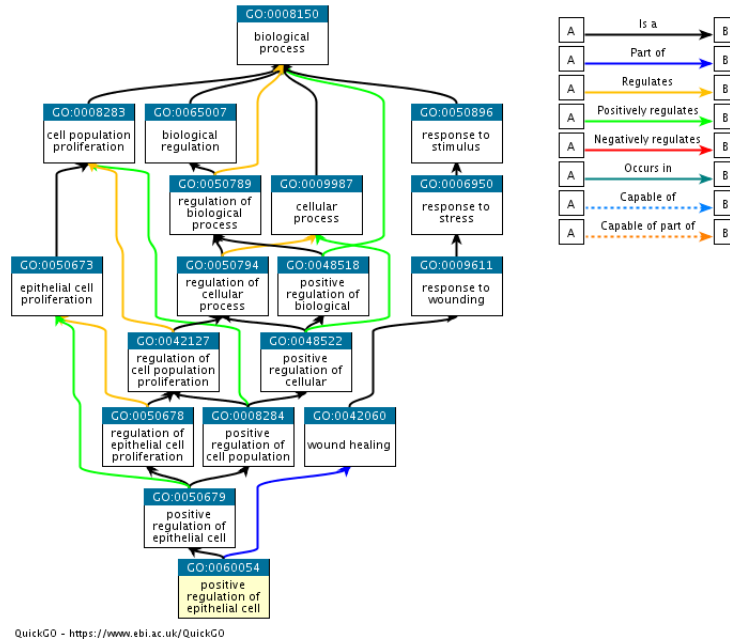 GO:0008150
biological
process
A Is a B
A Part of B
A Regulates B
A Positively regulates B
A Negatively regulates B
A Occurs in B
A Capable of B
A Capable of part of B
GO:0008283
cell population
proliferation
GO:0065007
biological
regulation
GO:0050896
response to
stimulus
GO:0050789
regulation of
biological
process
GO:0009987
cellular
process
GO:0006950
response to
stress
GO:0050673
epithelial cell
proliferation
GO:0050794
regulation of
cellular
process
GO:0048518
positive
regulation of
biological
GO:0009611
response to
wounding
GO:0042127
regulation of
cell population
proliferation
GO:0048522
positive
regulation of
cellular
GO:0050678
regulation of
epithelial cell
proliferation
GO:0008284
positive
regulation of
cell population
GO:0042060
wound healing
GO:0050679
positive
regulation of
epithelial cell
GO:0060054
positive
regulation of
epithelial cell
QuickGO - https://www.ebi.ac.uk/QuickGO